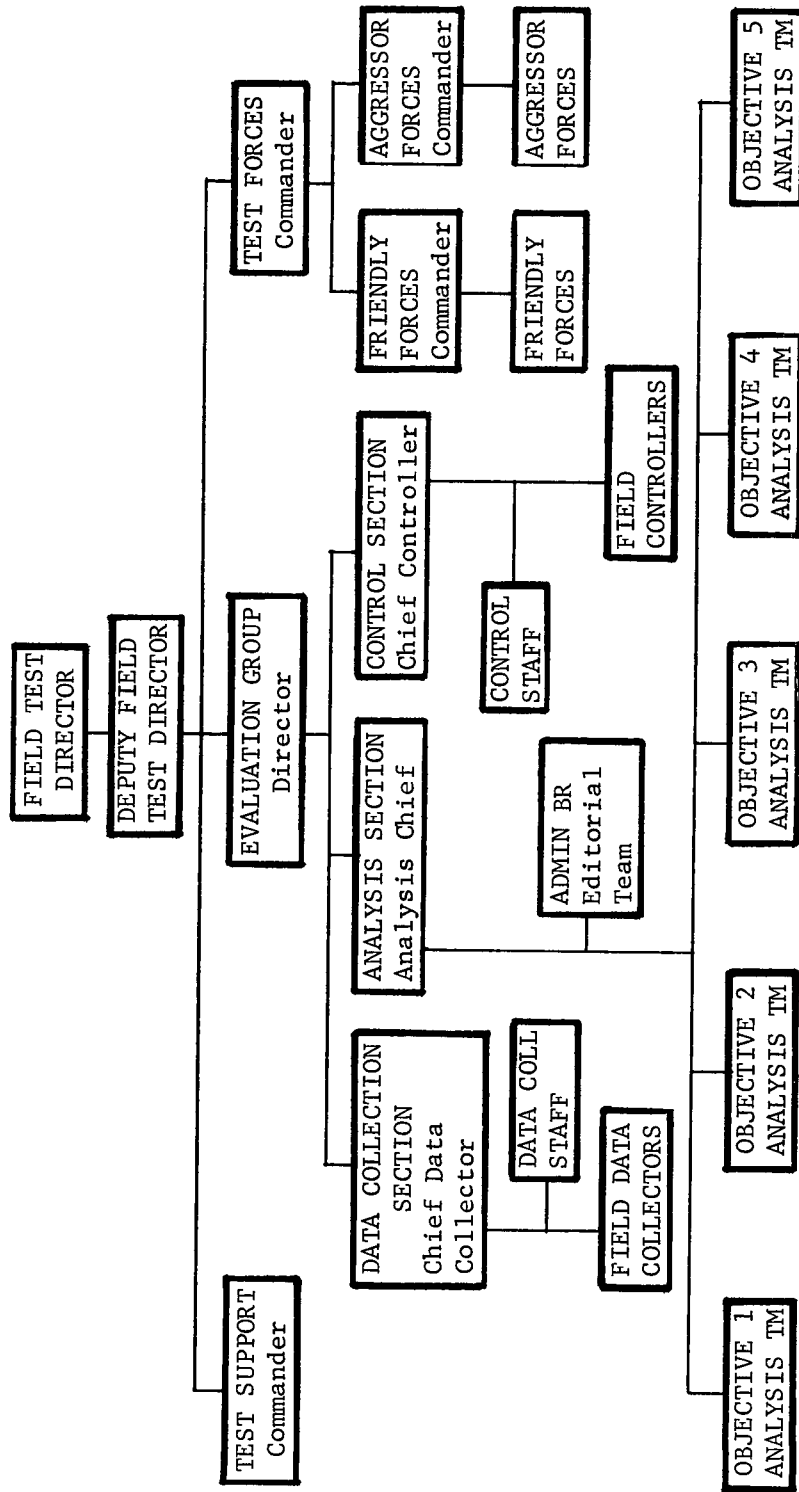 FIELD TEST
DIRECTOR
DEPUTY FIELD
TEST DIRECTOR
TEST SUPPORT
Commander
EVALUATION GROUP
Director
TEST FORCES
Commander
DATA COLLECTION
SECTION
Chief Data
Collector
ANALYSIS SECTION
Analysis Chief
CONTROL SECTION
Chief Controller
FRIENDLY
FORCES
Commander
AGGRESSOR
FORCES
Commander
DATA COLL
STAFF
FIELD DATA
COLLECTORS
ADMIN BR
Editorial
Team
CONTROL
STAFF
FIELD
CONTROLLERS
FRIENDLY
FORCES
AGGRESSOR
FORCES
OBJECTIVE 1
ANALYSIS TM
OBJECTIVE 2
ANALYSIS TM
OBJECTIVE 3
ANALYSIS TM
OBJECTIVE 4
ANALYSIS TM
OBJECTIVE 5
ANALYSIS TM